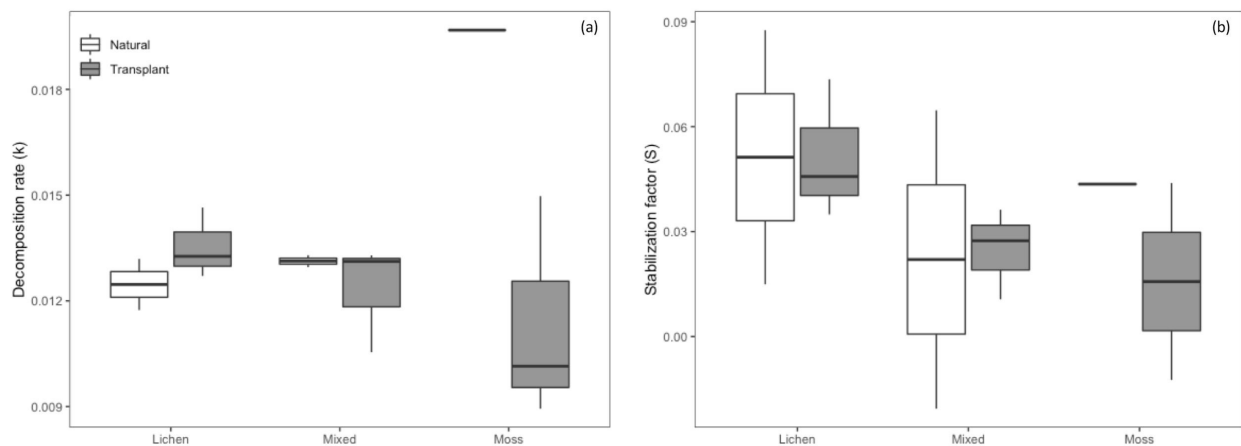 (a)
Natural
Transplant
0.018
0.015
0.012
0.009
Decomposition rate (k)
Lichen Mixed Moss
(b)
0.09
0.06
0.03
0.00
Stabilization factor (S)
Lichen Mixed Moss